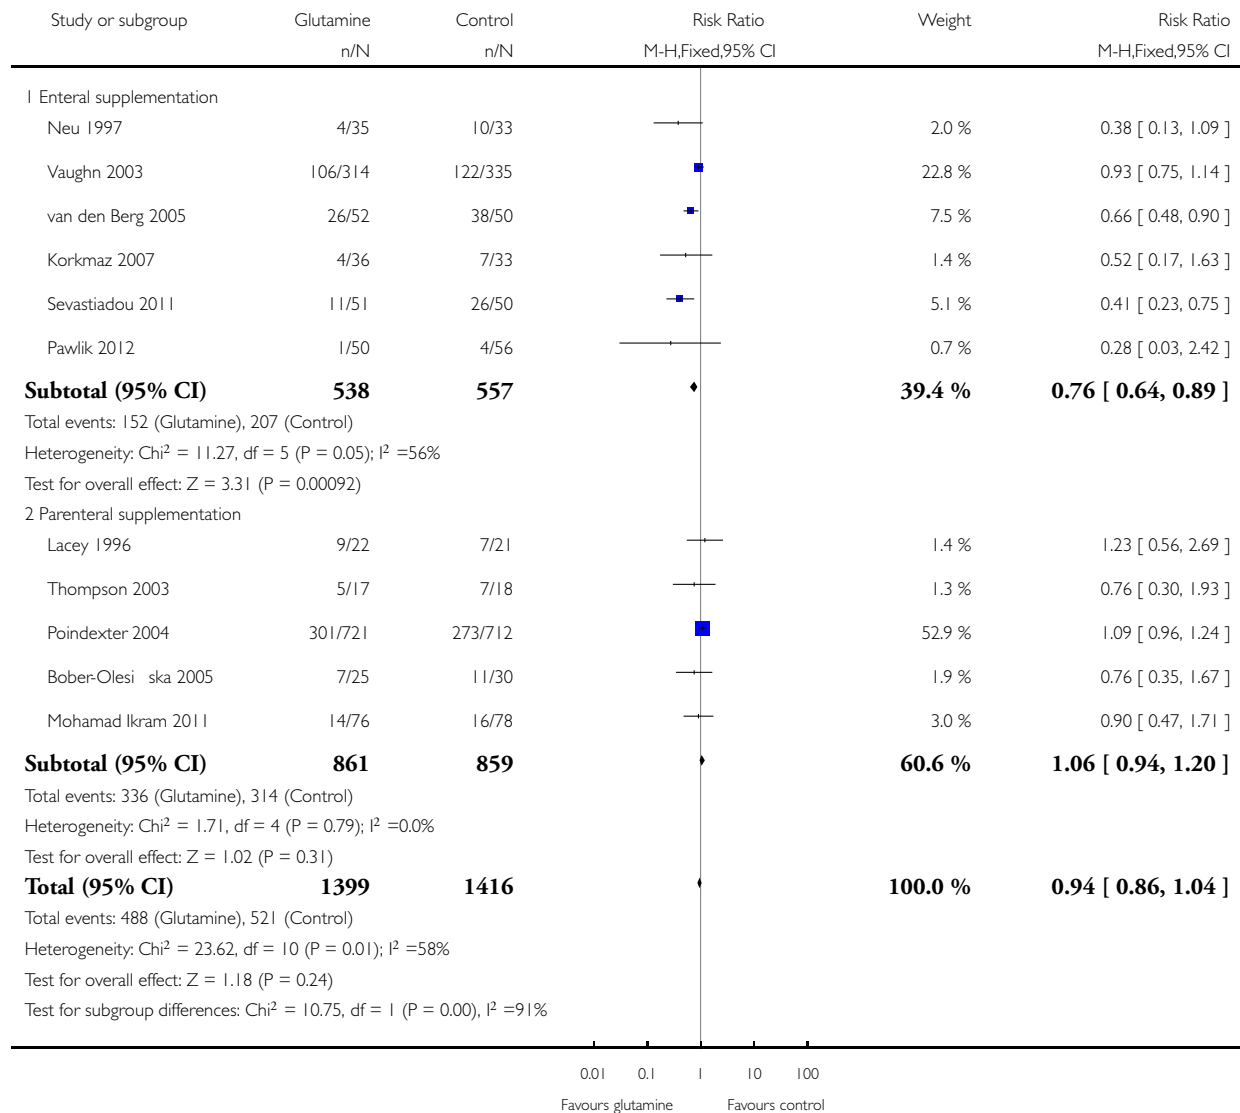 Study or subgroup Glutamine Control Risk Ratio Weight Risk Ratio
n/N n/N M-H,Fixed,95% CI M-H,Fixed,95% CI
1 Enteral supplementation
Neu 1997 4/35 10/33 2.0 % 0.38 [ 0.13, 1.09 ]
Vaughn 2003 106/314 122/335 22.8 % 0.93 [ 0.75, 1.14 ]
van den Berg 2005 26/52 38/50 7.5 % 0.66 [ 0.48, 0.90 ]
Korkmaz 2007 4/36 7/33 1.4 % 0.52 [ 0.17, 1.63 ]
Sevastiadou 2011 11/51 26/50 5.1 % 0.41 [ 0.23, 0.75 ]
Pawlik 2012 1/50 4/56 0.7 % 0.28 [ 0.03, 2.42 ]
Subtotal (95% CI) 538 557 39.4 % 0.76 [ 0.64, 0.89 ]
Total events: 152 (Glutamine), 207 (Control)
Heterogeneity: Chi² = 11.27, df = 5 (P = 0.05); I² =56%
Test for overall effect: Z = 3.31 (P = 0.00092)
2 Parenteral supplementation
Lacey 1996 9/22 7/21 1.4 % 1.23 [ 0.56, 2.69 ]
Thompson 2003 5/17 7/18 1.3 % 0.76 [ 0.30, 1.93 ]
Poindexter 2004 301/721 273/712 52.9 % 1.09 [ 0.96, 1.24 ]
Bober-Olesi ska 2005 7/25 11/30 1.9 % 0.76 [ 0.35, 1.67 ]
Mohamad Ikram 2011 14/76 16/78 3.0 % 0.90 [ 0.47, 1.71 ]
Subtotal (95% CI) 861 859 60.6 % 1.06 [ 0.94, 1.20 ]
Total events: 336 (Glutamine), 314 (Control)
Heterogeneity: Chi² = 1.71, df = 4 (P = 0.79); I² =0.0%
Test for overall effect: Z = 1.02 (P = 0.31)
Total (95% CI) 1399 1416 100.0 % 0.94 [ 0.86, 1.04 ]
Total events: 488 (Glutamine), 521 (Control)
Heterogeneity: Chi² = 23.62, df = 10 (P = 0.01); I² =58%
Test for overall effect: Z = 1.18 (P = 0.24)
Test for subgroup differences: Chi² = 10.75, df = 1 (P = 0.00), I² =91%
0.01 0.1 1 10 100
Favours glutamine Favours control